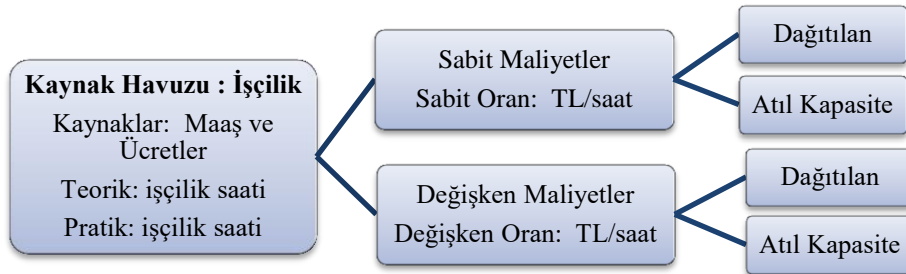 Kaynak Havuzu : İşçilik
Kaynaklar: Maaş ve
Ücretler
Teorik: işçilik saati
Pratik: işçilik saati
Sabit Maliyetler
Sabit Oran: TL/saat
Dağıtılan
Atıl Kapasite
Değişken Maliyetler
Değişken Oran: TL/saat
Dağıtılan
Atıl Kapasite